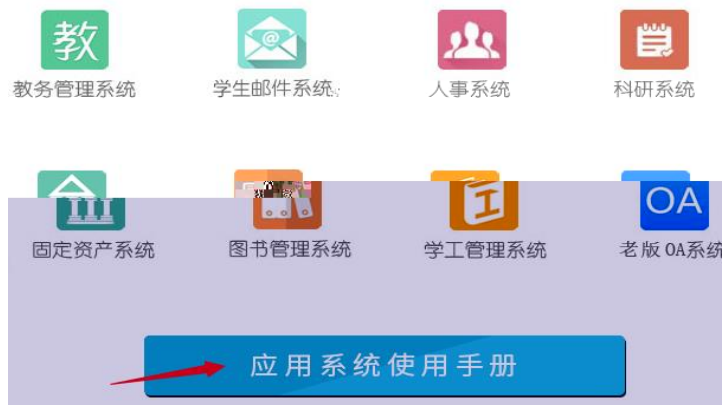 教
@
教务管理系统 学生邮件系统 人事系统 科研系统
OA
固定资产系统 图书管理系统 学工管理系统 老版OA系统
应用系统使用手册